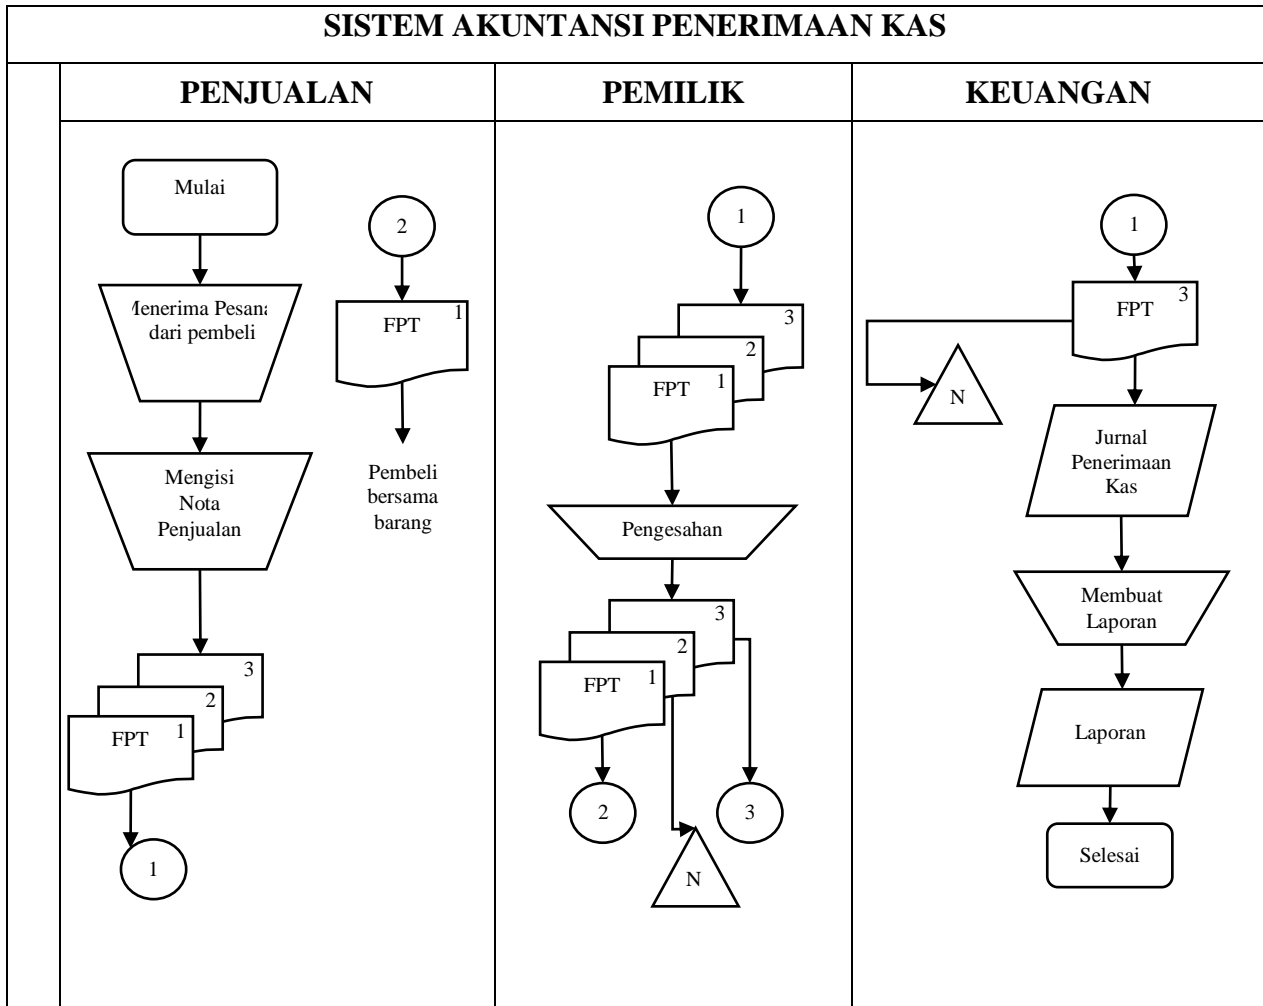 SISTEM AKUNTANSI PENERIMAAN KAS
PENJUALAN
PEMILIK
KEUANGAN
Mulai
Menerima Pesana
dari pembeli
Mengisi
Nota
Penjualan
3
2
FPT 1
1
2
FPT 1
Pembeli
bersama
barang
1
3
2
FPT 1
Pengesahan
3
2
FPT 1
2
3
N
1
FPT 3
N
Jurnal
Penerimaan
Kas
Membuat
Laporan
Laporan
Selesai